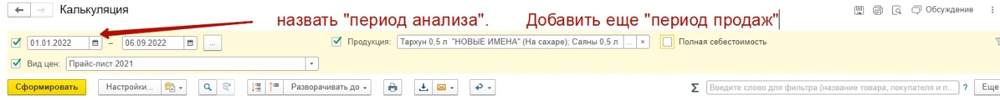 Калькуляция назвать "период анализа". Добавить еще "период продаж" Обсуждение
01.01.2022 – 06.09.2022 ... Продукция: Тархун 0,5 л "НОВЫЕ ИМЕНА" (На сахаре); Саяны 0,5 л ... × Полная себестоимость
Вид цен: Прайс-лист 2021
Сформировать Настройки... Разворачивать до Σ Введите слово для фильтра (название товара, покупателя и п... ? Еще